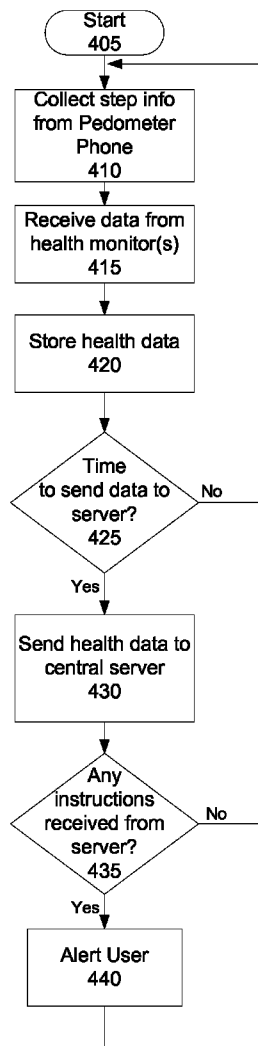 Start
405
Collect step info
from Pedometer
Phone
410
Receive data from
health monitor(s)
415
Store health data
420
Time
to send data to
server?
425
No
Yes
Send health data to
central server
430
Any
instructions
received from
server?
435
No
Yes
Alert User
440